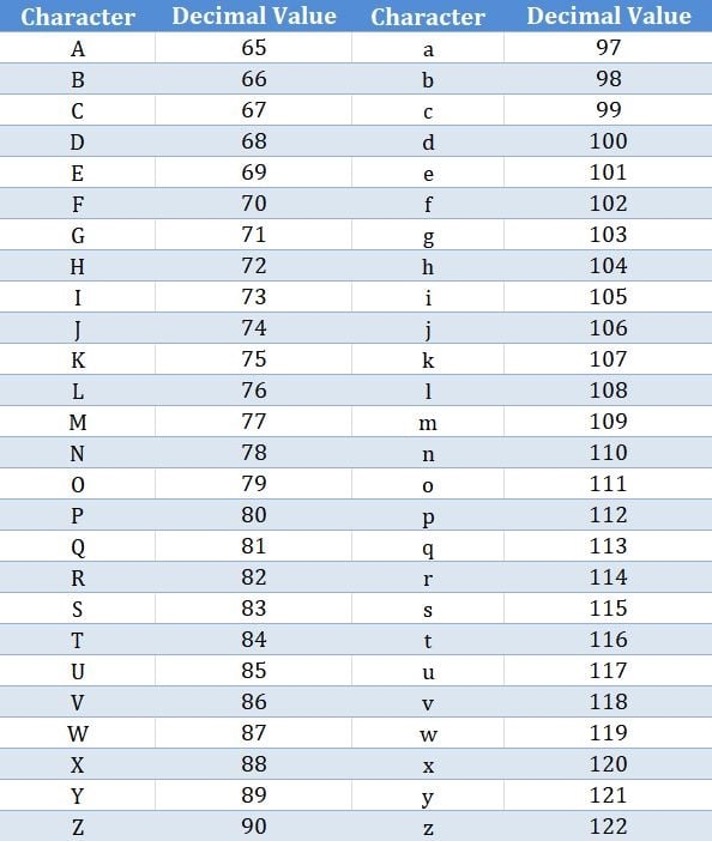 Character Decimal Value Character Decimal Value
A 65 a 97
B 66 b 98
C 67 c 99
D 68 d 100
E 69 e 101
F 70 f 102
G 71 g 103
H 72 h 104
I 73 i 105
J 74 j 106
K 75 k 107
L 76 l 108
M 77 m 109
N 78 n 110
O 79 o 111
P 80 p 112
Q 81 q 113
R 82 r 114
S 83 s 115
T 84 t 116
U 85 u 117
V 86 v 118
W 87 w 119
X 88 x 120
Y 89 y 121
Z 90 z 122